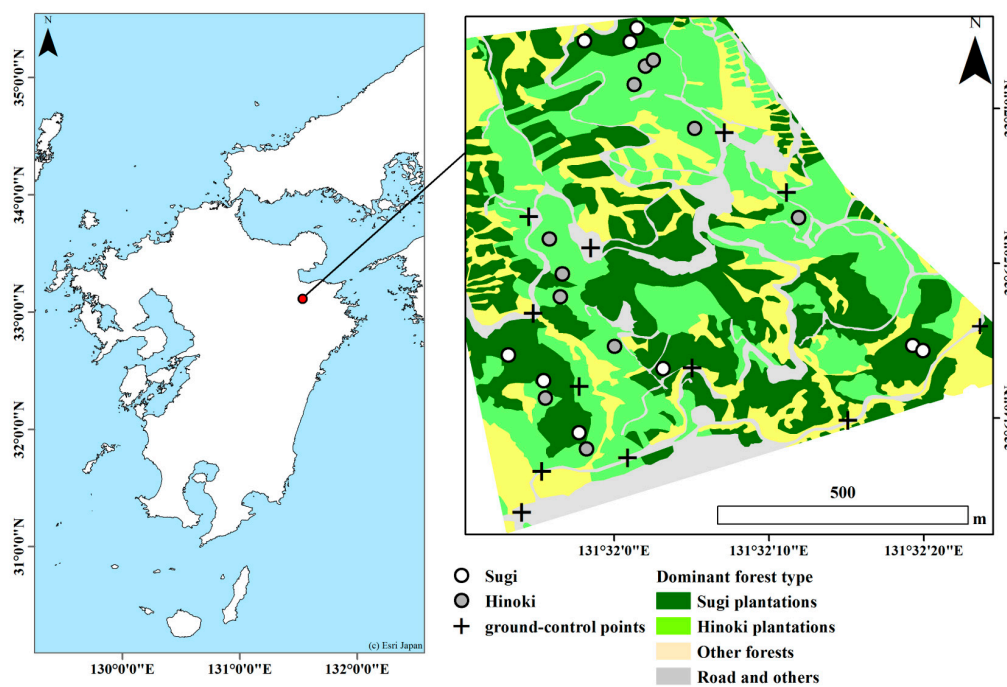 N
35°0'0"N
34°0'0"N
33°0'0"N
32°0'0"N
31°0'0"N
(c) Esri Japan
130°0'0"E
131°0'0"E
132°0'0"E
N
500
m
131°32'0"E
131°32'10"E
131°32'20"E
Sugi
Hinoki
ground-control points
Dominant forest type
Sugi plantations
Hinoki plantations
Other forests
Road and others